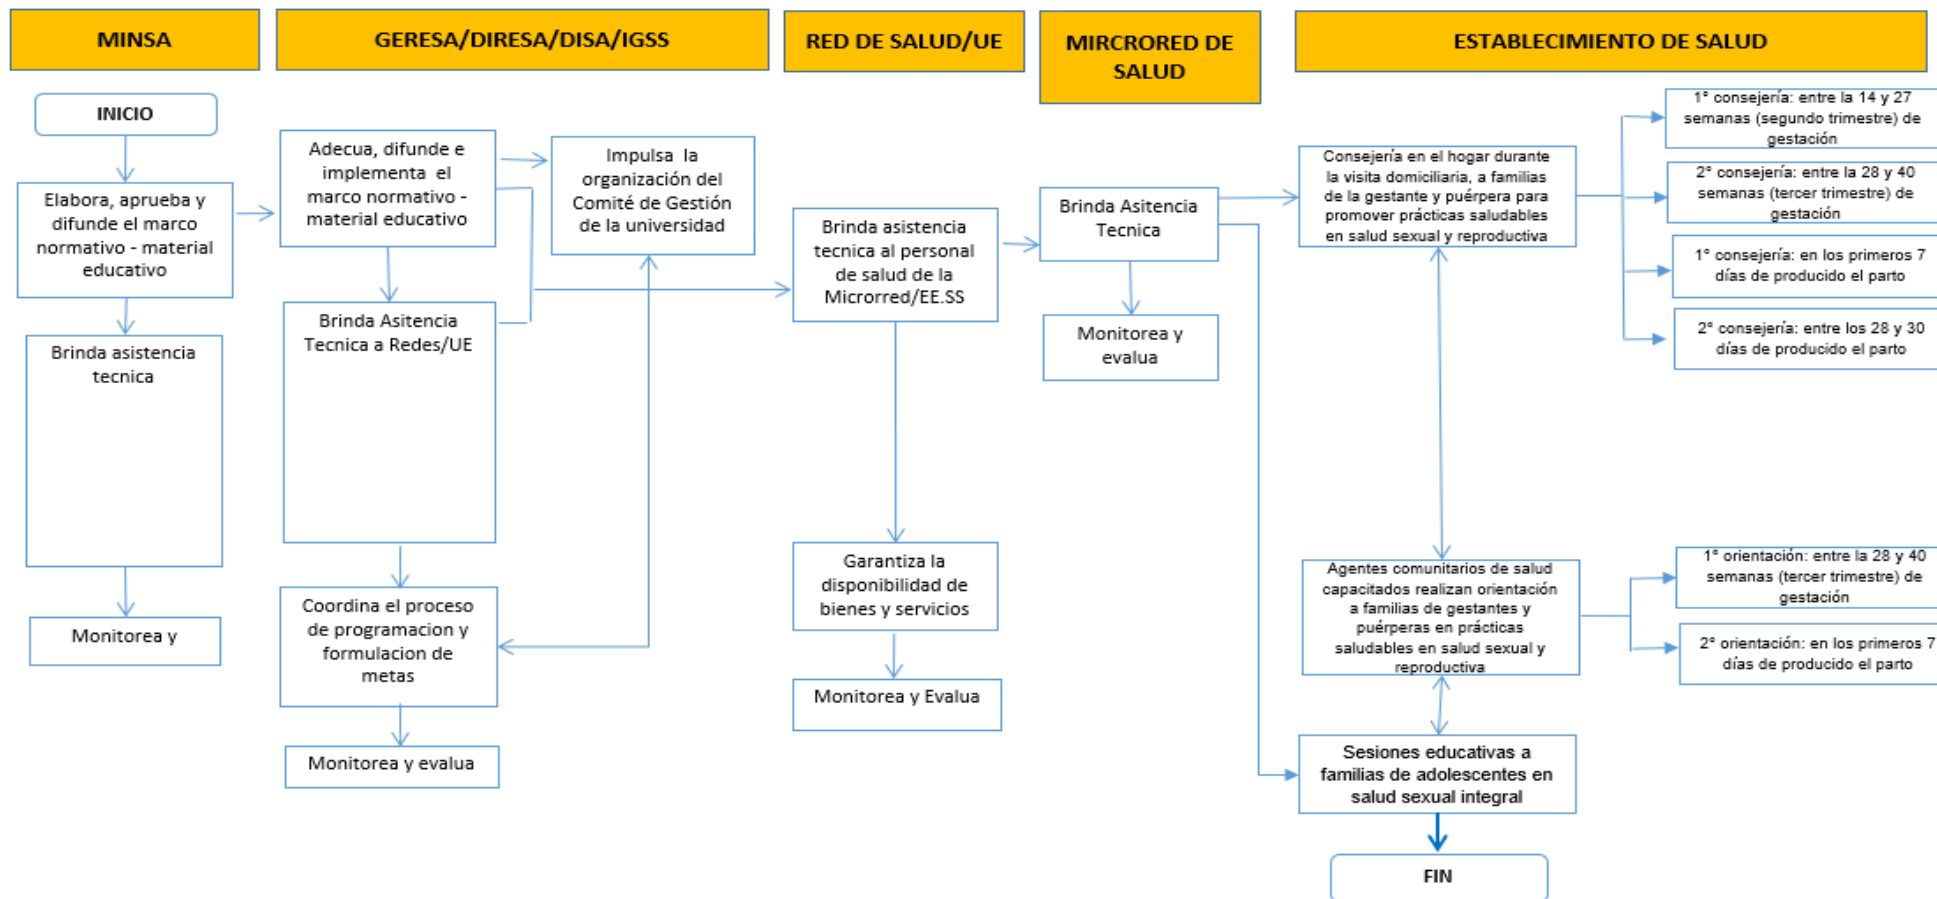 MINSA
GERESA/DIRESA/DISA/IGSS
RED DE SALUD/UE
MIRCRORED DE
SALUD
ESTABLECIMIENTO DE SALUD
INICIO
Elabora, aprueba y
difunde el marco
normativo - material
educativo
Brinda asistencia
tecnica
Monitorea y
Adecua, difunde e
implementa el
marco normativo -
material educativo
Impulsa la
organización del
Comité de Gestión
de la universidad
Brinda Asitencia
Tecnica a Redes/UE
Coordina el proceso
de programacion y
formulacion de
metas
Monitorea y evalua
Brinda asistencia
tecnica al personal
de salud de la
Microrred/EE.SS
Garantiza la
disponibilidad de
bienes y servicios
Monitorea y Evalua
Brinda Asitencia
Tecnica
Monitorea y
evalua
Consejería en el hogar durante
la visita domiciliaria, a familias
de la gestante y puérpera para
promover prácticas saludables
en salud sexual y reproductiva
1° consejería: entre la 14 y 27
semanas (segundo trimestre) de
gestación
2° consejería: entre la 28 y 40
semanas (tercer trimestre) de
gestación
1° consejería: en los primeros 7
días de producido el parto
2° consejería: entre los 28 y 30
días de producido el parto
Agentes comunitarios de salud
capacitados realizan orientación
a familias de gestantes y
puérperas en prácticas
saludables en salud sexual y
reproductiva
1° orientación: entre la 28 y 40
semanas (tercer trimestre) de
gestación
2° orientación: en los primeros 7
días de producido el parto
Sesiones educativas a
familias de adolescentes en
salud sexual integral
FIN